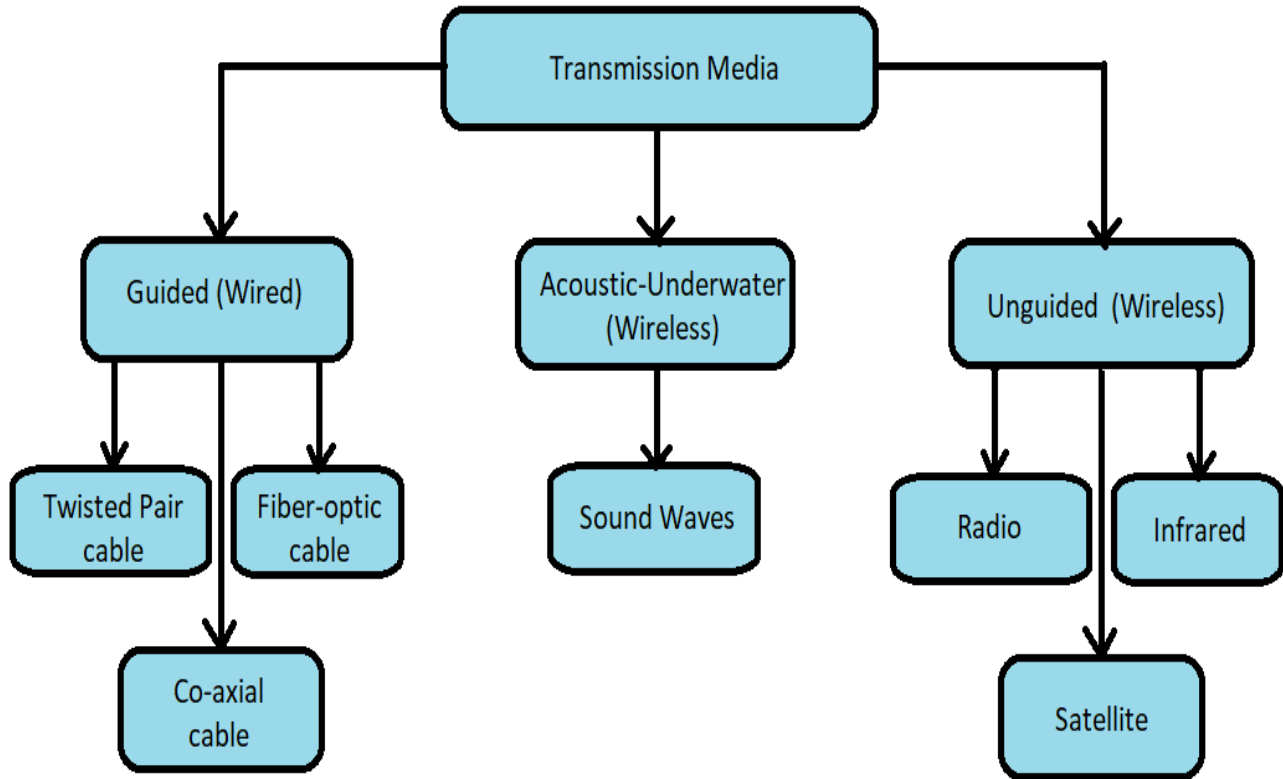 Transmission Media
Guided (Wired)
Acoustic-Underwater
(Wireless)
Unguided  (Wireless)
Twisted Pair
cable
Fiber-optic
cable
Sound Waves
Radio
Infrared
Co-axial
cable
Satellite